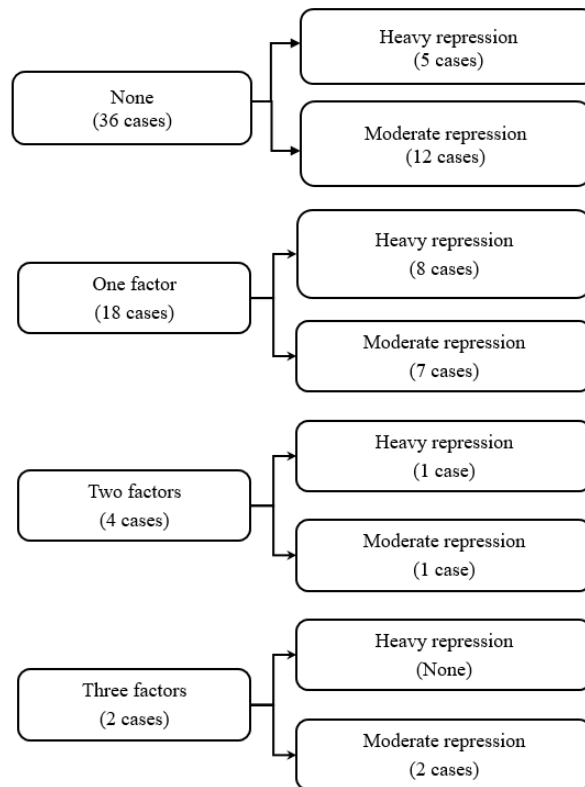 None
(36 cases)
Heavy repression
(5 cases)
Moderate repression
(12 cases)
One factor
(18 cases)
Heavy repression
(8 cases)
Moderate repression
(7 cases)
Two factors
(4 cases)
Heavy repression
(1 case)
Moderate repression
(1 case)
Three factors
(2 cases)
Heavy repression
(None)
Moderate repression
(2 cases)